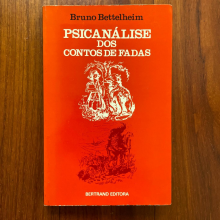 Bruno Bettelheim
PSICANÁLISE
DOS
CONTOS DE FADAS
BERTRAND EDITORA